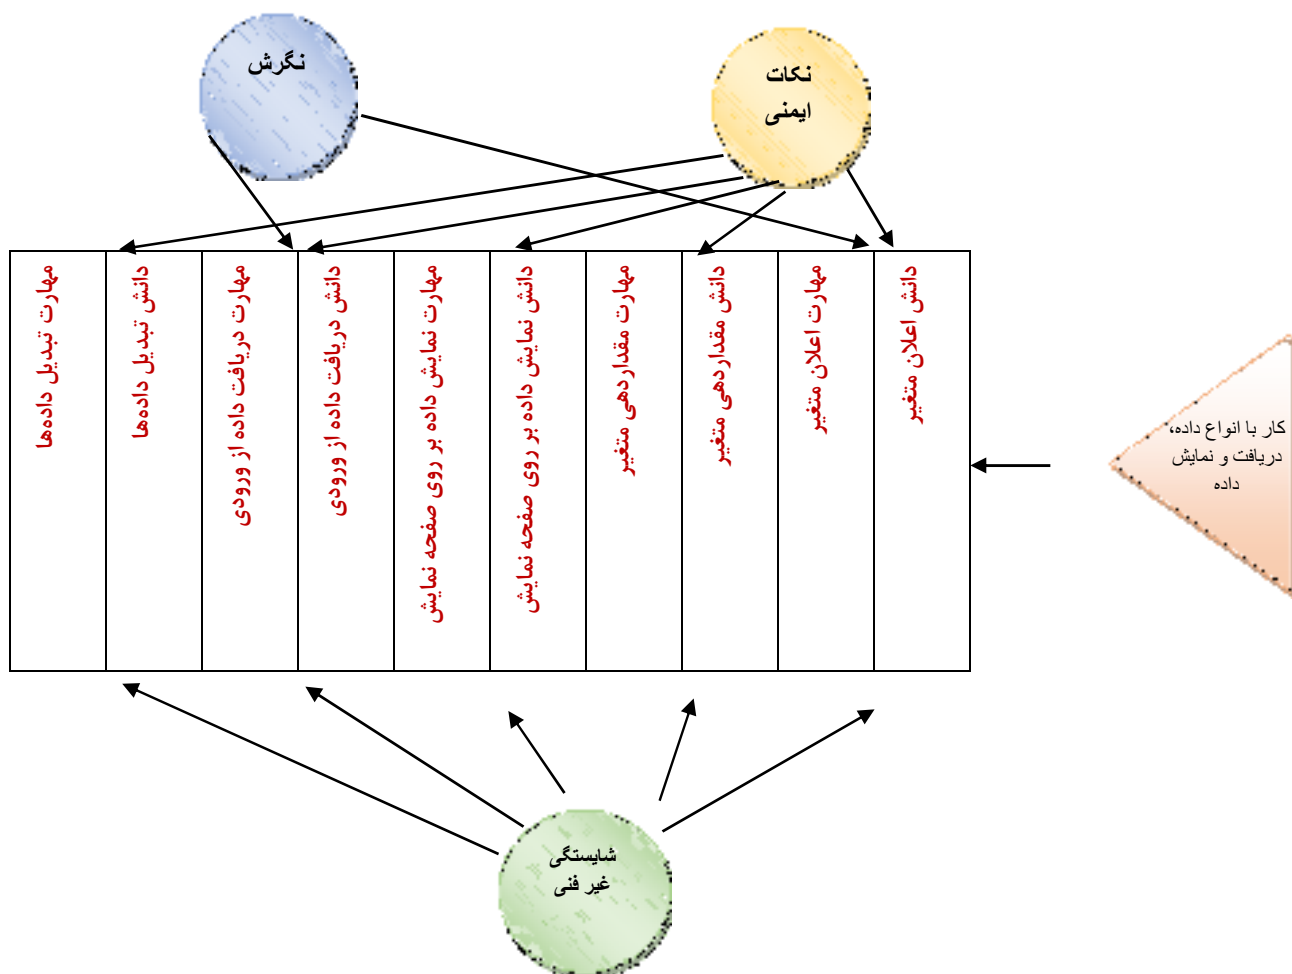 نگرش
نکات
ایمنی
دانش اعلان متغیر
مهارت اعلان متغیر
دانش مقداردهی متغیر
مهارت مقداردهی متغیر
دانش نمایش داده بر روی صفحه نمایش
مهارت نمایش داده بر روی صفحه نمایش
دانش دریافت داده از ورودی
مهارت دریافت داده از ورودی
دانش تبدیل داده‌ها
مهارت تبدیل داده‌ها
کار با انواع داده،
دریافت و نمایش
داده
شایستگی
غیر فنی